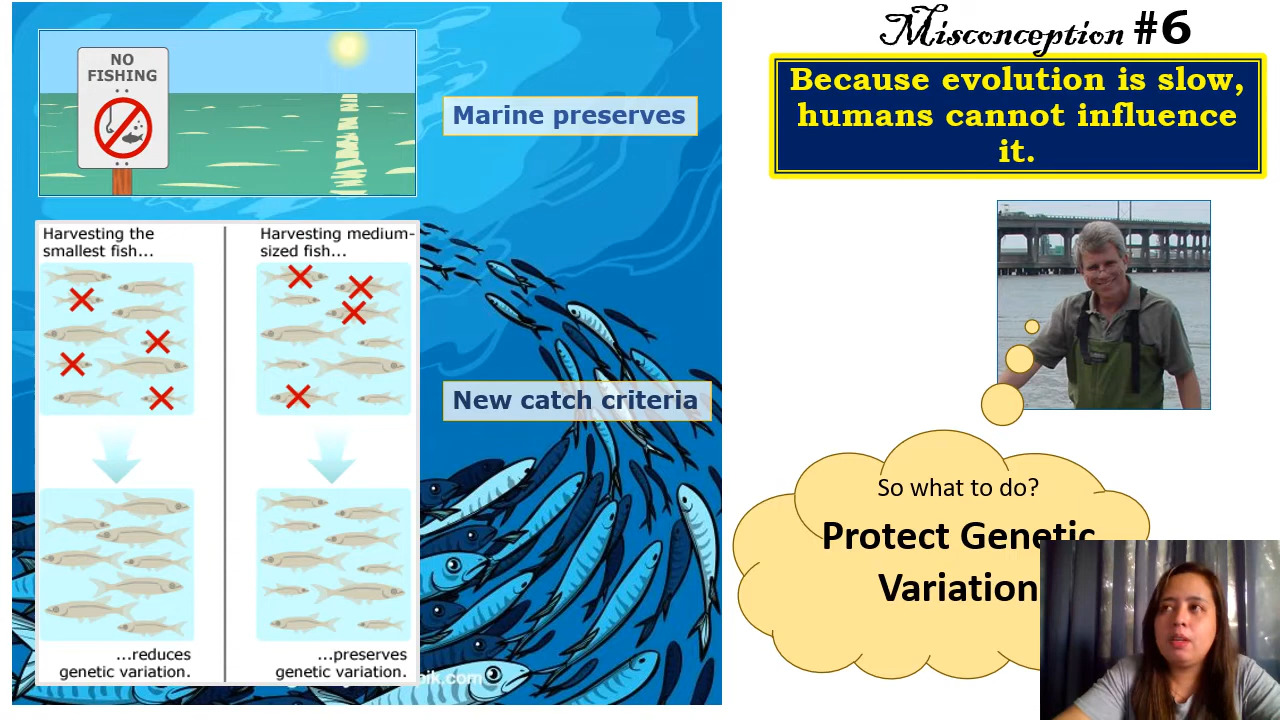 Misconception #6
Because evolution is slow,
humans cannot influence
it.
NO
FISHING
Marine preserves
Harvesting the
smallest fish...
Harvesting medium-
sized fish...
New catch criteria
...reduces
genetic variation.
...preserves
genetic variation.
So what to do?
Protect Genetic
Variation